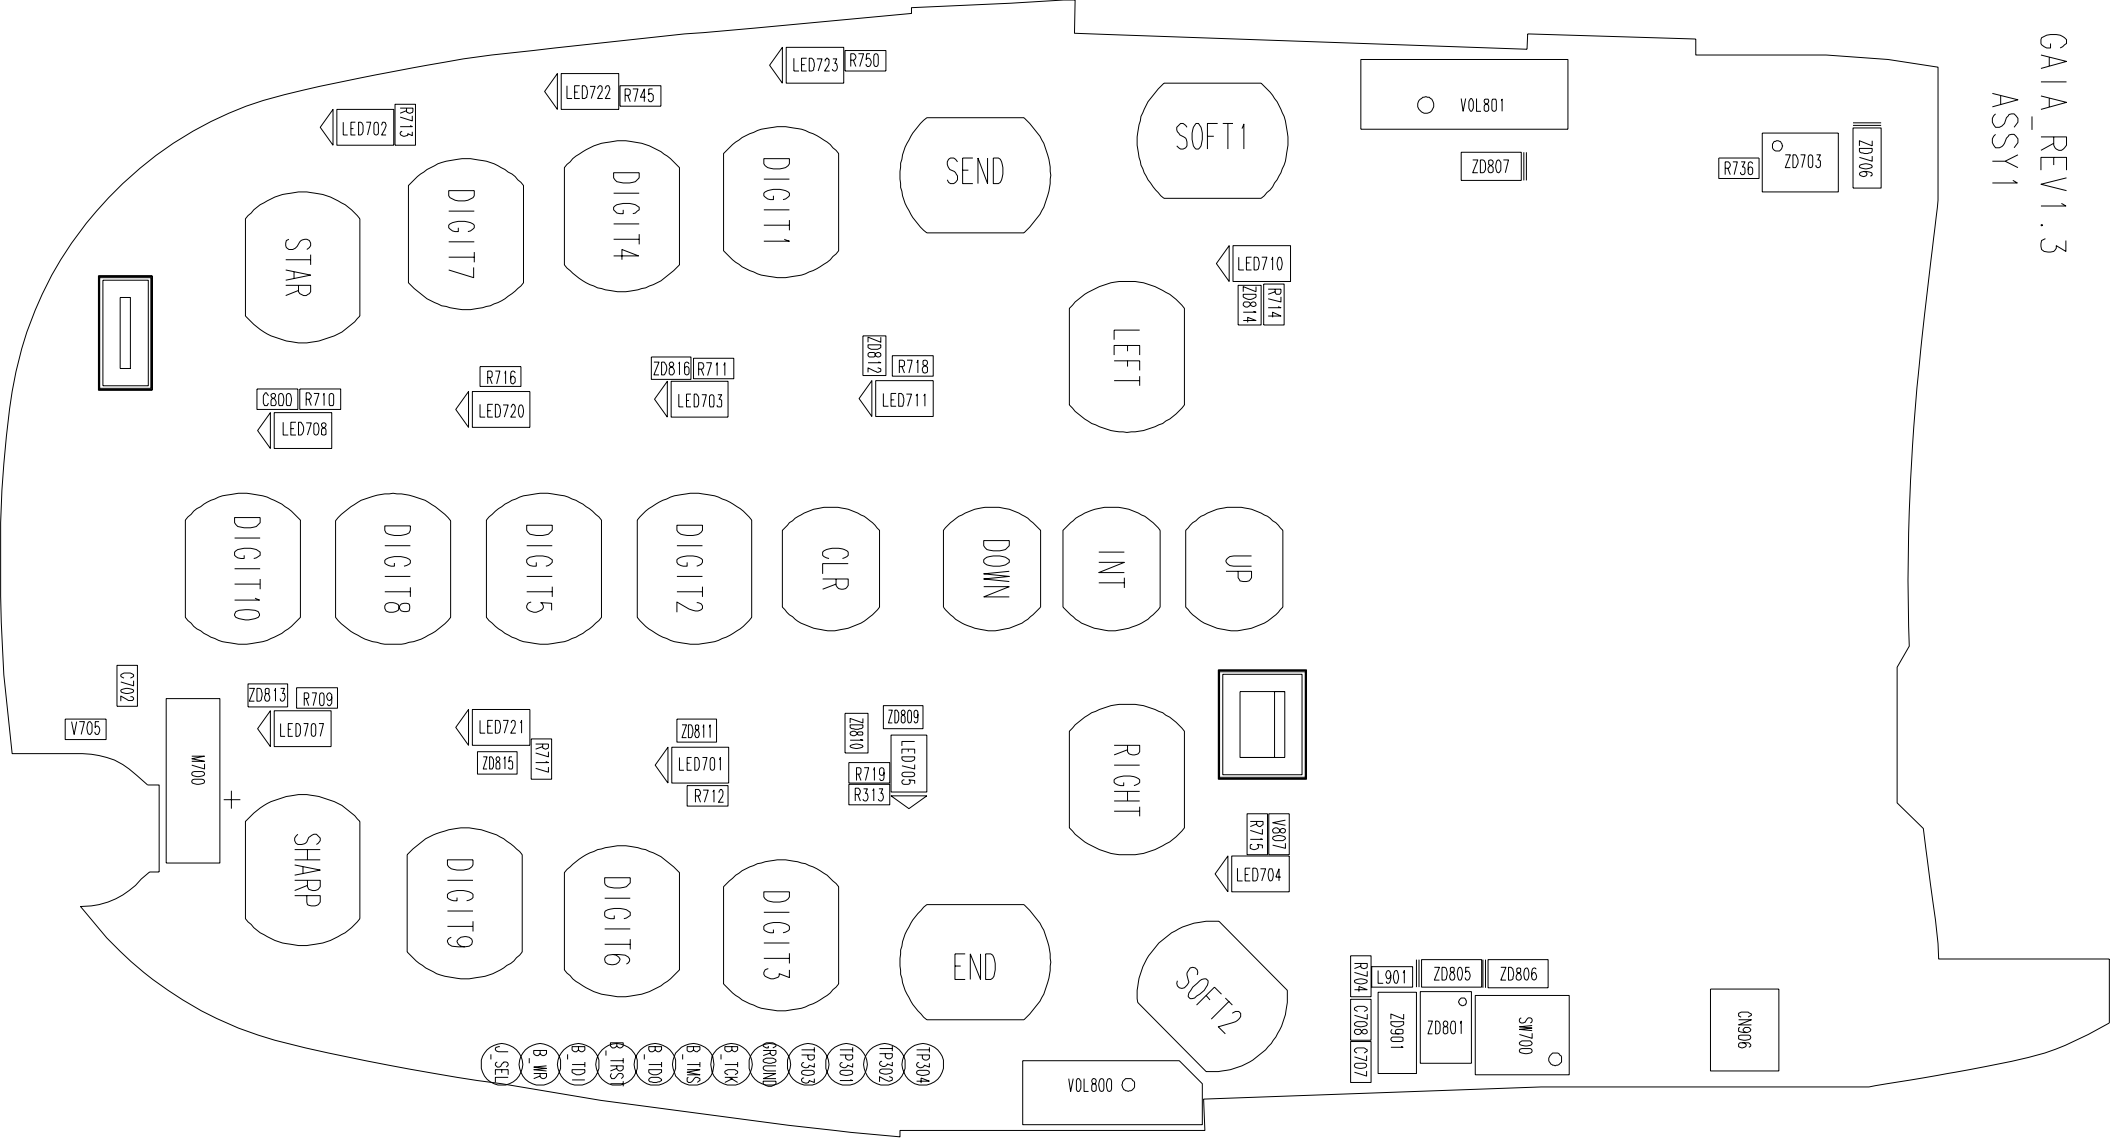 GAIA_REV1.3
ASSY1
LED723
R750
LED722
R745
LED702
R713
VOL801
SOFT1
SEND
DIGIT1
DIGIT4
DIGIT7
STAR
ZD807
R736
ZD703
ZD706
LED710
ZD814
R714
LEFT
ZD812
R718
LED711
ZD816
R711
LED703
R716
LED720
C800
R710
LED708
DIGIT10
DIGIT8
DIGIT5
DIGIT2
CLR
DOWN
INT
UP
C702
V705
M700
+
ZD813
R709
LED707
LED721
ZD815
R717
ZD811
LED701
R712
ZD810
ZD809
LED705
R719
R313
RIGHT
R715
V807
LED704
SHARP
DIGIT9
DIGIT6
DIGIT3
END
SOFT2
R704
L901
ZD805
ZD806
C708
C707
ZD901
ZD801
SW700
CN906
J_SEL
B_WR
B_TDI
B_TRST
B_TDO
B_TMS
B_TCK
GROUND
TP303
TP301
TP302
TP304
VOL800